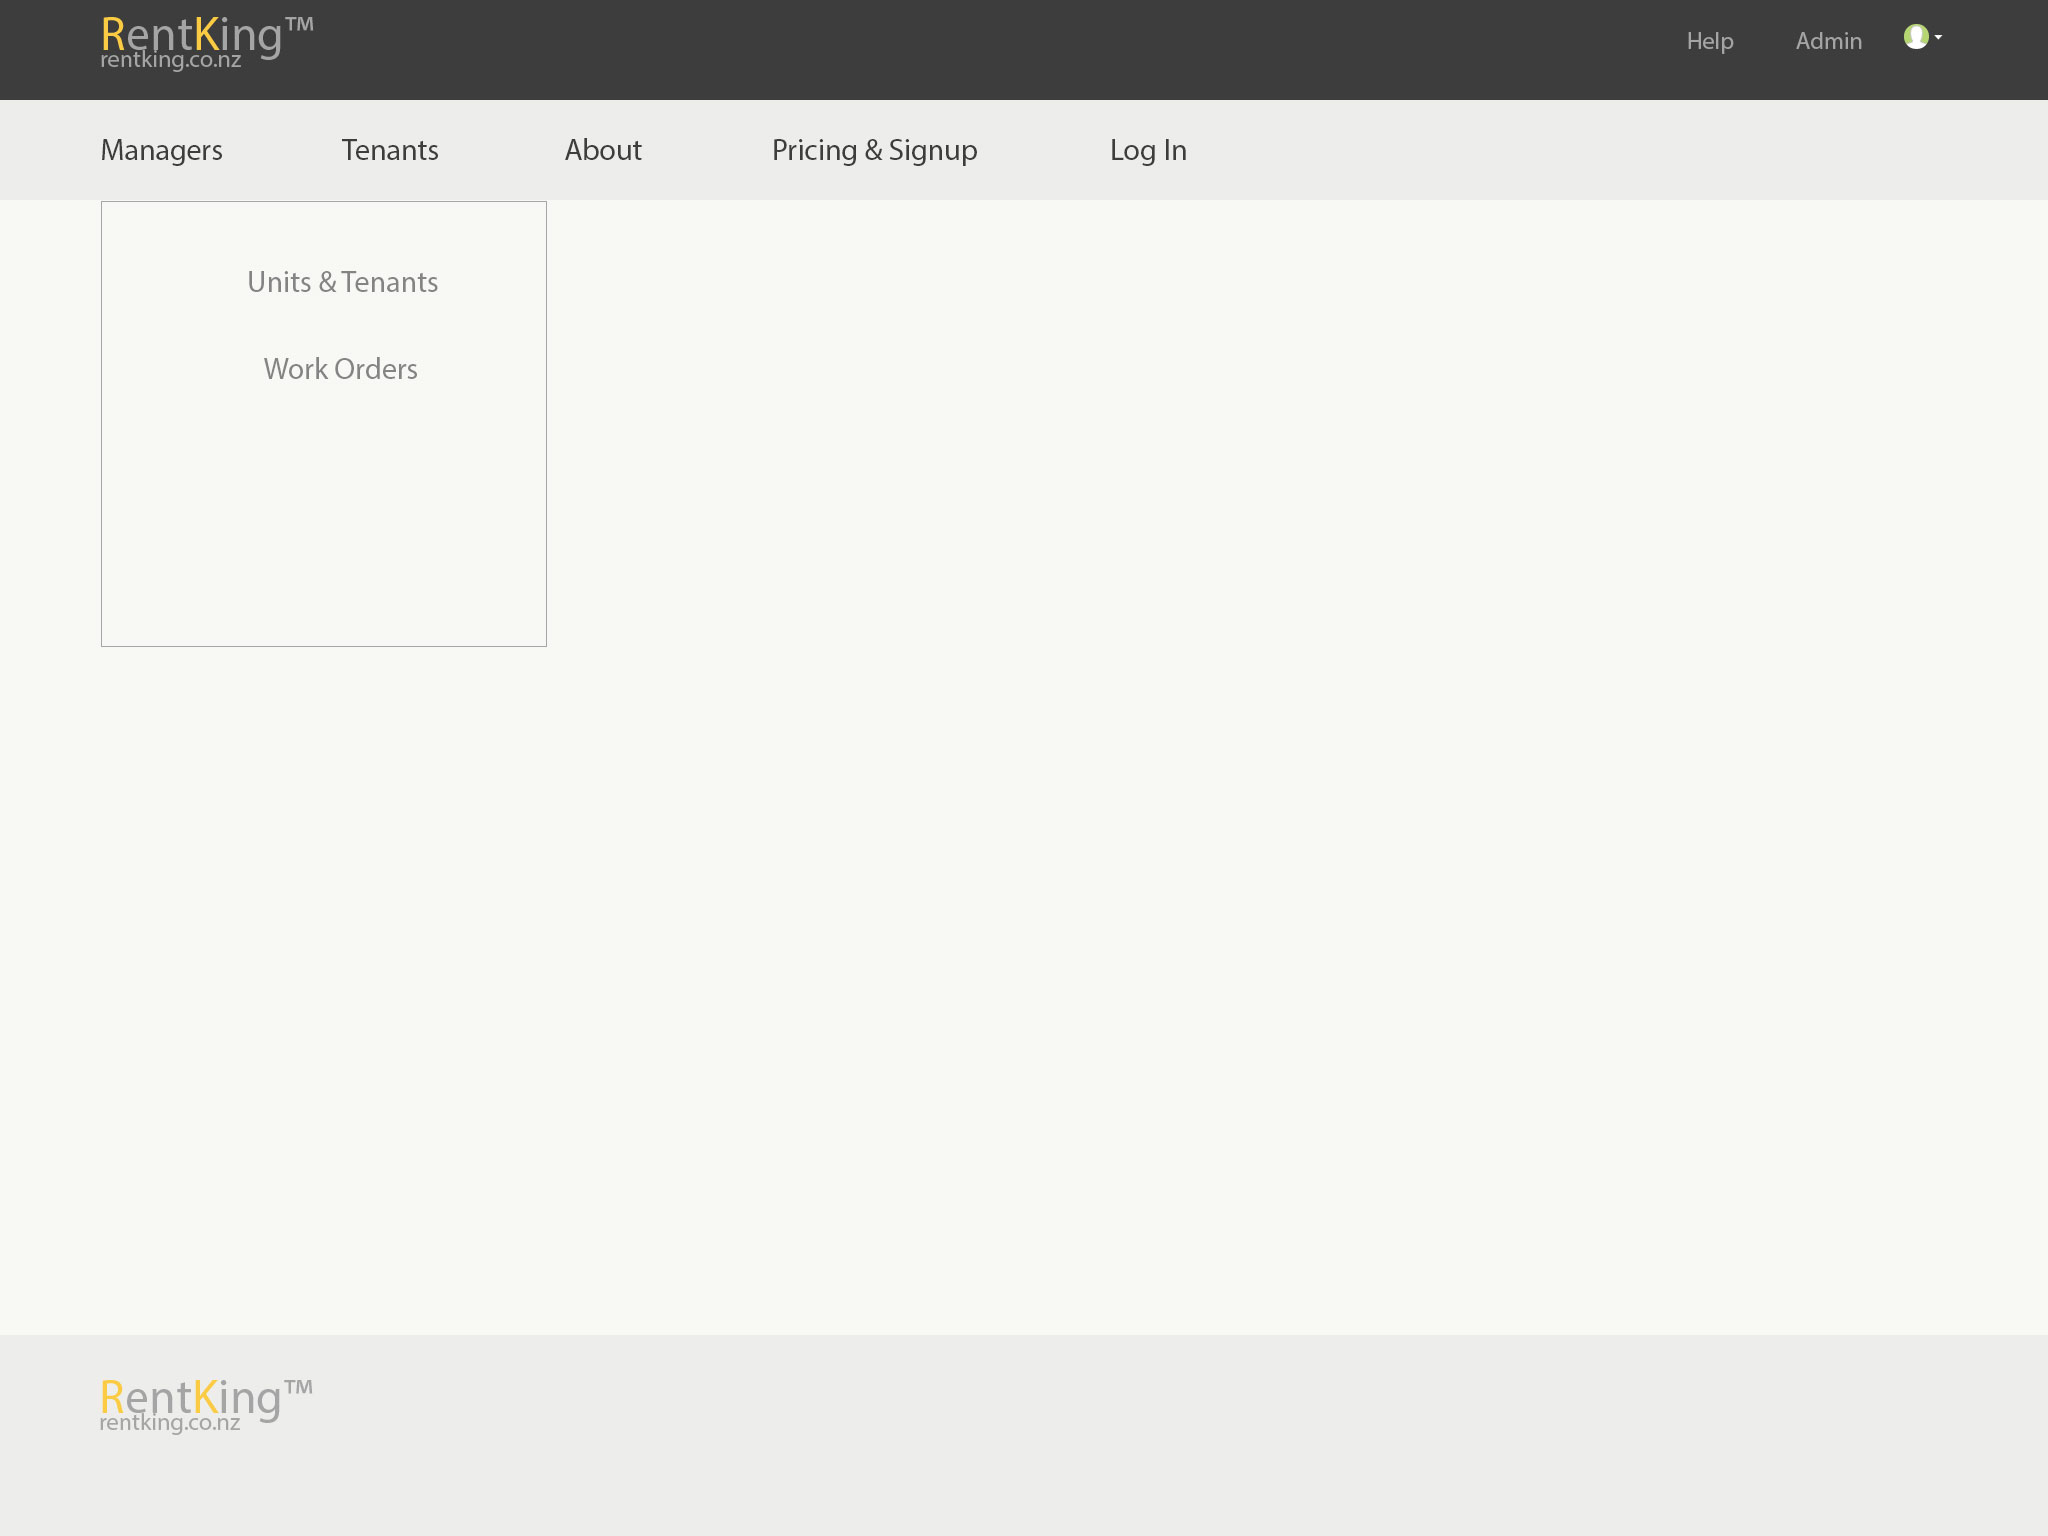 RentKing™
rentking.co.nz
Help
Admin
Managers
Tenants
About
Pricing & Signup
Log In
Units & Tenants
Work Orders
RentKing™
rentking.co.nz